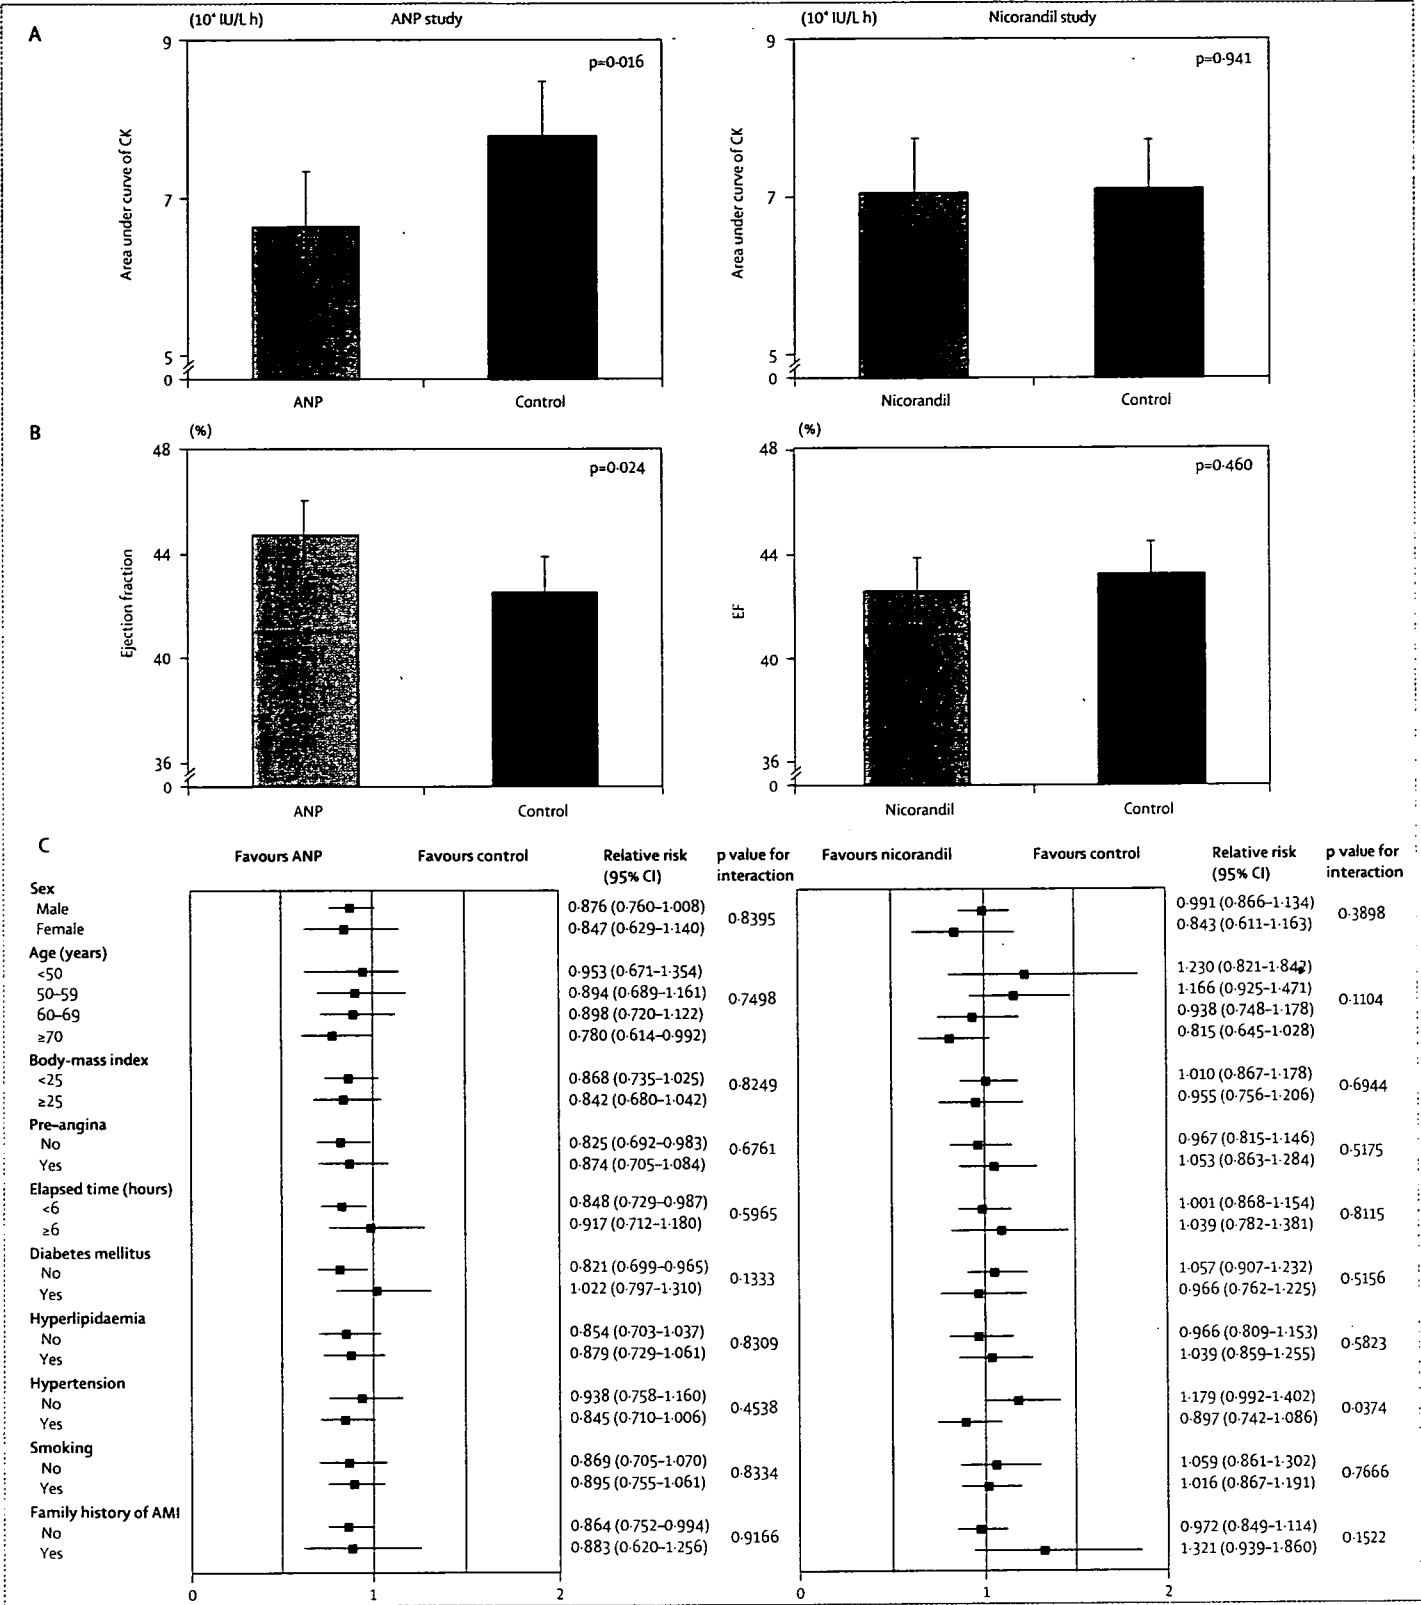 A
(10⁴ IU/L h) ANP study
9
p=0·016
Area under curve of CK
7
5
0
ANP Control
(10⁴ IU/L h) Nicorandil study
9
p=0·941
Area under curve of CK
7
5
0
Nicorandil Control
B
(%)
48
p=0·024
Ejection fraction
44
40
36
0
ANP Control
(%)
48
p=0·460
EF
44
40
36
0
Nicorandil Control
C
Favours ANP Favours control Relative risk (95% CI) p value for interaction Favours nicorandil Favours control Relative risk (95% CI) p value for interaction
Sex
Male 0·876 (0·760–1·008) 0·8395 0·991 (0·866–1·134) 0·3898
Female 0·847 (0·629–1·140) 0·843 (0·611–1·163)
Age (years)
<50 0·953 (0·671–1·354) 1·230 (0·821–1·842)
50–59 0·894 (0·689–1·161) 0·7498 1·166 (0·925–1·471) 0·1104
60–69 0·898 (0·720–1·122) 0·938 (0·748–1·178)
≥70 0·780 (0·614–0·992) 0·815 (0·645–1·028)
Body-mass index
<25 0·868 (0·735–1·025) 0·8249 1·010 (0·867–1·178) 0·6944
≥25 0·842 (0·680–1·042) 0·955 (0·756–1·206)
Pre-angina
No 0·825 (0·692–0·983) 0·6761 0·967 (0·815–1·146) 0·5175
Yes 0·874 (0·705–1·084) 1·053 (0·863–1·284)
Elapsed time (hours)
<6 0·848 (0·729–0·987) 0·5965 1·001 (0·868–1·154) 0·8115
≥6 0·917 (0·712–1·180) 1·039 (0·782–1·381)
Diabetes mellitus
No 0·821 (0·699–0·965) 0·1333 1·057 (0·907–1·232) 0·5156
Yes 1·022 (0·797–1·310) 0·966 (0·762–1·225)
Hyperlipidaemia
No 0·854 (0·703–1·037) 0·8309 0·966 (0·809–1·153) 0·5823
Yes 0·879 (0·729–1·061) 1·039 (0·859–1·255)
Hypertension
No 0·938 (0·758–1·160) 0·4538 1·179 (0·992–1·402) 0·0374
Yes 0·845 (0·710–1·006) 0·897 (0·742–1·086)
Smoking
No 0·869 (0·705–1·070) 0·8334 1·059 (0·861–1·302) 0·7666
Yes 0·895 (0·755–1·061) 1·016 (0·867–1·191)
Family history of AMI
No 0·864 (0·752–0·994) 0·9166 0·972 (0·849–1·114) 0·1522
Yes 0·883 (0·620–1·256) 1·321 (0·939–1·860)
0 1 2 0 1 2